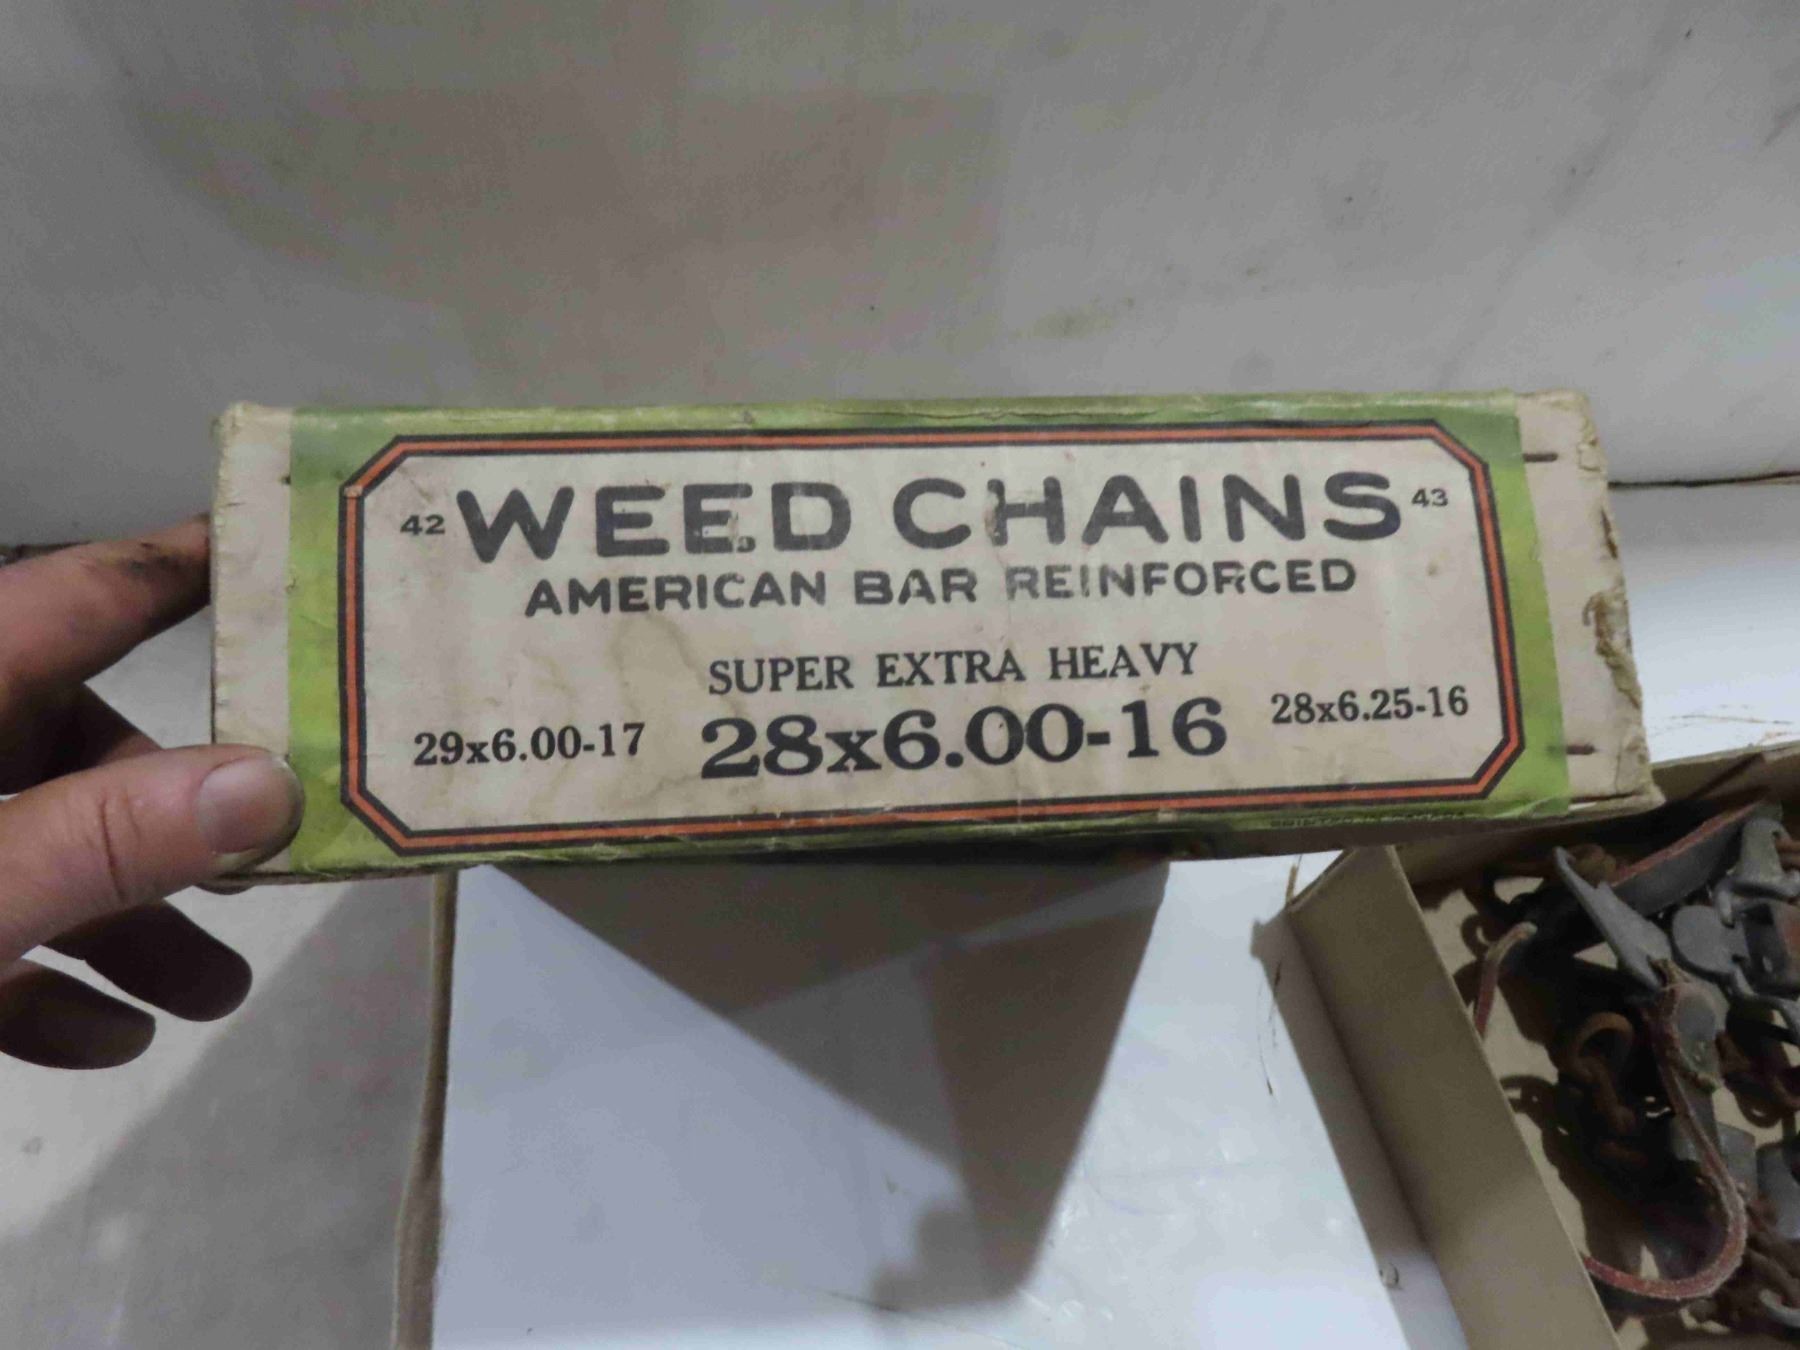 42 WEED CHAINS 43
AMERICAN BAR REINFORCED
SUPER EXTRA HEAVY
29x6.00-17 28x6.00-16 28x6.25-16